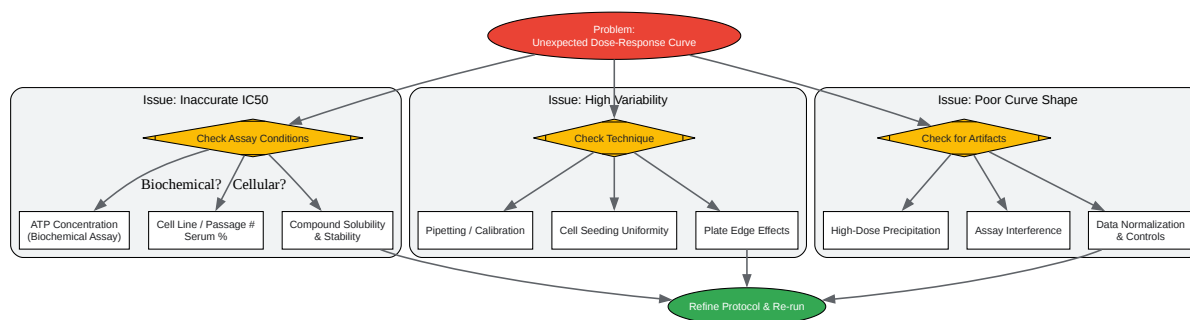 Problem:
Unexpected Dose-Response Curve
Issue: Inaccurate IC50
Issue: High Variability
Issue: Poor Curve Shape
Check Assay Conditions
Check Technique
Check for Artifacts
Biochemical?
Cellular?
ATP Concentration
(Biochemical Assay)
Cell Line / Passage #
Serum %
Compound Solubility
& Stability
Pipetting / Calibration
Cell Seeding Uniformity
Plate Edge Effects
High-Dose Precipitation
Assay Interference
Data Normalization
& Controls
Refine Protocol & Re-run